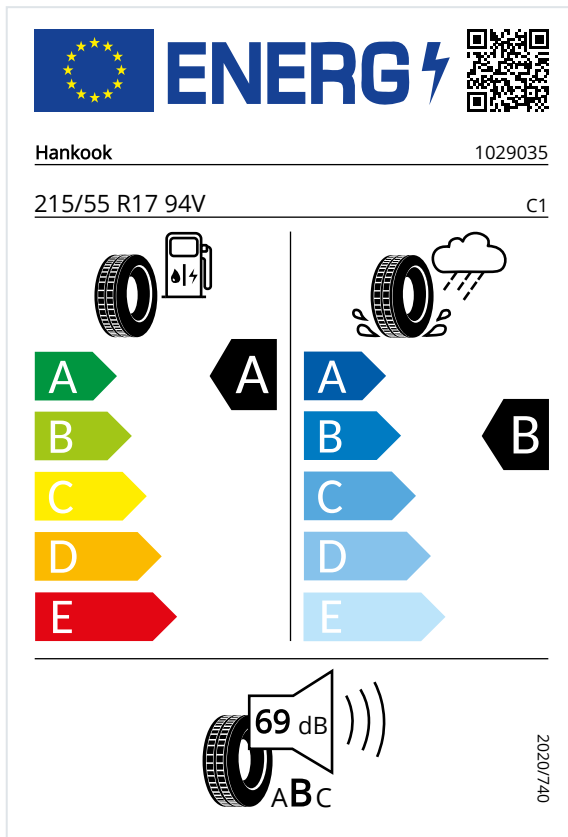 ENERG
Hankook 1029035
215/55 R17 94V C1
A A
B
C
D
E
A
B B
C
D
E
69 dB
ABC
2020/740